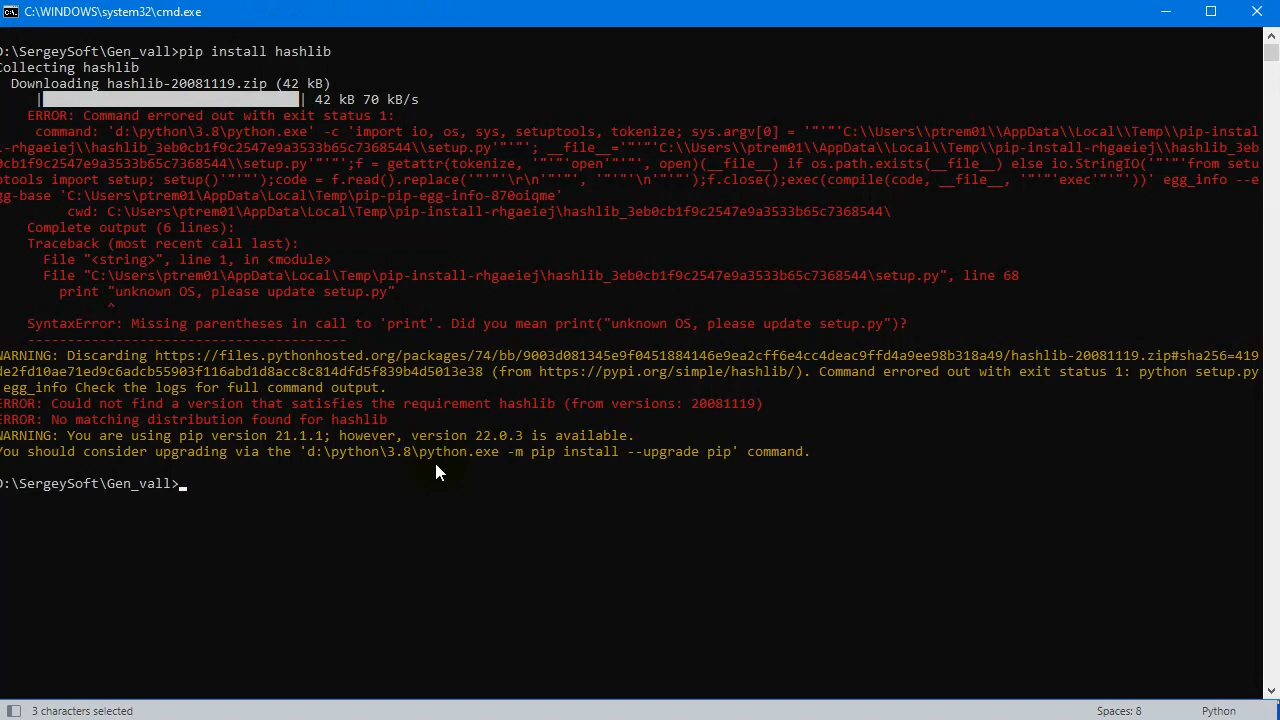 C:\WINDOWS\system32\cmd.exe
D:\SergeySoft\Gen_vall>pip install hashlib
Collecting hashlib
Downloading hashlib-20081119.zip (42 kB)
| | 42 kB 70 kB/s
ERROR: Command errored out with exit status 1:
command: 'd:\python\3.8\python.exe' -c 'import io, os, sys, setuptools, tokenize; sys.argv[0] = '"'"'C:\\Users\\ptrem01\\AppData\\Local\\Temp\\pip-instal
l-rhgaeiej\\hashlib_3eb0cb1f9c2547e9a3533b65c7368544\\setup.py'"'"'; __file__='"'"'C:\\Users\\ptrem01\\AppData\\Local\\Temp\\pip-install-rhgaeiej\\hashlib_3eb
0cb1f9c2547e9a3533b65c7368544\\setup.py'"'"';f = getattr(tokenize, '"'"'open'"'"', open)(__file__) if os.path.exists(__file__) else io.StringIO('"'"'from setu
ptools import setup; setup()'"'"');code = f.read().replace('"'"'\r\n'"'"', '"'"'\n'"'"');f.close();exec(compile(code, __file__, '"'"'exec'"'"'))' egg_info --e
gg-base 'C:\Users\ptrem01\AppData\Local\Temp\pip-pip-egg-info-870oiqme'
cwd: C:\Users\ptrem01\AppData\Local\Temp\pip-install-rhgaeiej\hashlib_3eb0cb1f9c2547e9a3533b65c7368544\
Complete output (6 lines):
Traceback (most recent call last):
File "<string>", line 1, in <module>
File "C:\Users\ptrem01\AppData\Local\Temp\pip-install-rhgaeiej\hashlib_3eb0cb1f9c2547e9a3533b65c7368544\setup.py", line 68
print "unknown OS, please update setup.py"
^
SyntaxError: Missing parentheses in call to 'print'. Did you mean print("unknown OS, please update setup.py")?
----------------------------------------
WARNING: Discarding https://files.pythonhosted.org/packages/74/bb/9003d081345e9f0451884146e9ea2cff6e4cc4deac9ffd4a9ee98b318a49/hashlib-20081119.zip#sha256=419
de2fd10ae71ed9c6adcb55903f116abd1d8acc8c814dfd5f839b4d5013e38 (from https://pypi.org/simple/hashlib/). Command errored out with exit status 1: python setup.py
egg_info Check the logs for full command output.
ERROR: Could not find a version that satisfies the requirement hashlib (from versions: 20081119)
ERROR: No matching distribution found for hashlib
WARNING: You are using pip version 21.1.1; however, version 22.0.3 is available.
You should consider upgrading via the 'd:\python\3.8\python.exe -m pip install --upgrade pip' command.
D:\SergeySoft\Gen_vall>
3 characters selected
Spaces: 8
Python